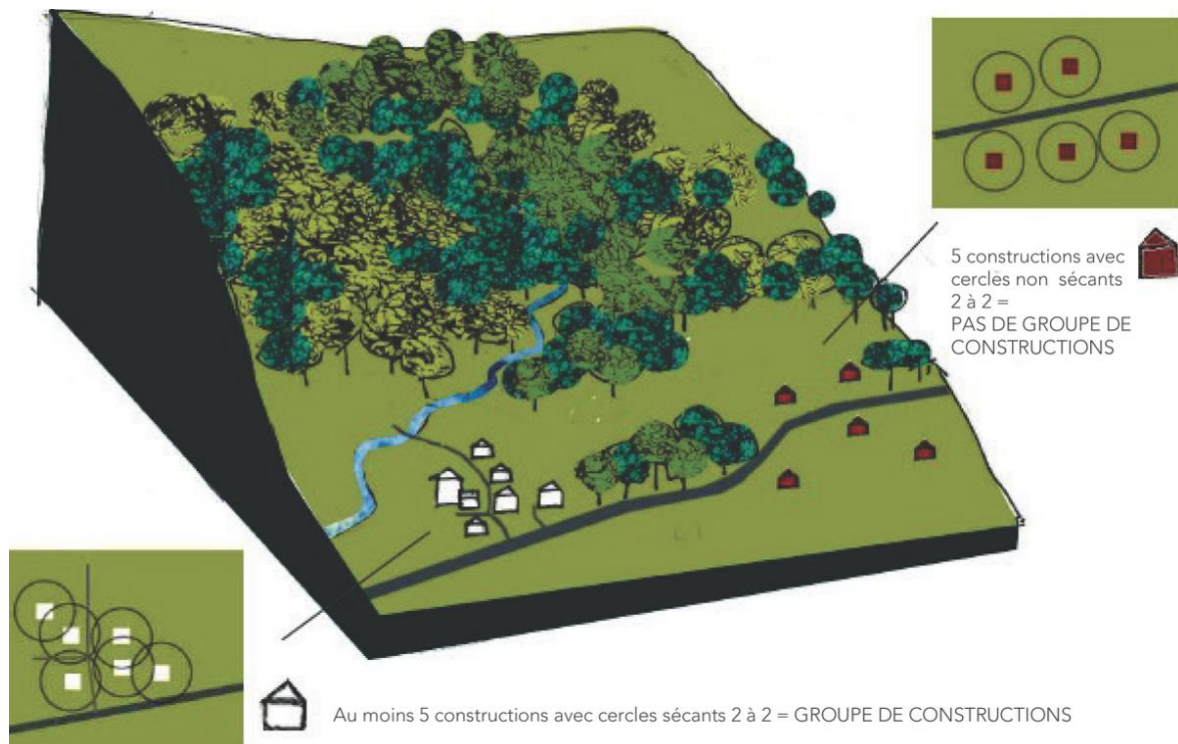 5 constructions avec
cercles non sécants
2 à 2 =
PAS DE GROUPE DE
CONSTRUCTIONS
Au moins 5 constructions avec cercles sécants 2 à 2 = GROUPE DE CONSTRUCTIONS